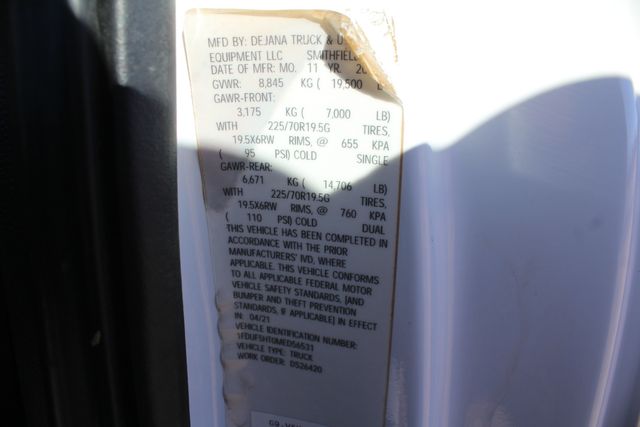 MFD BY: DEJANA TRUCK & U
EQUIPMENT LLC SMITHFIEL
DATE OF MFR: MO. 11 YR. 20
GVWR: 8,845 KG ( 19,500 L
GAWR-FRONT:
3,175 KG ( 7,000 LB)
WITH 225/70R19.5G TIRES,
19.5X6RW RIMS, @ 655 KPA
( 95 PSI) COLD SINGLE
GAWR-REAR:
6,671 KG ( 14,706 LB)
WITH 225/70R19.5G TIRES,
19.5X6RW RIMS, @ 760 KPA
( 110 PSI) COLD DUAL
THIS VEHICLE HAS BEEN COMPLETED IN
ACCORDANCE WITH THE PRIOR
MANUFACTURERS' IVD, WHERE
APPLICABLE. THIS VEHICLE CONFORMS
TO ALL APPLICABLE FEDERAL MOTOR
VEHICLE SAFETY STANDARDS, [AND
BUMPER AND THEFT PREVENTION
STANDARDS, IF APPLICABLE] IN EFFECT
IN: 04/21
VEHICLE IDENTIFICATION NUMBER:
1FDUF5HT0MED56531
VEHICLE TYPE: TRUCK
WORK ORDER: DS26420